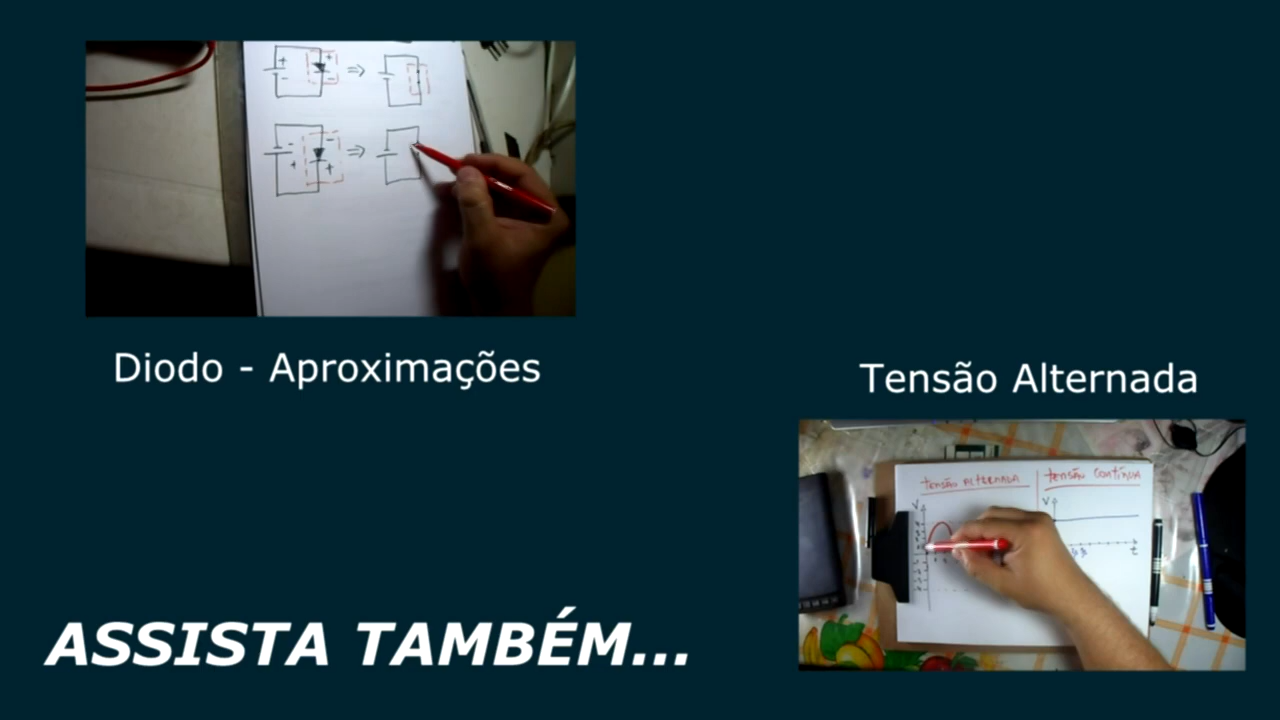 Diodo - Aproximações
Tensão Alternada
TENSÃO ALTERNADA
TENSÃO CONTÍNUA
V
V
t
ASSISTA TAMBÉM...